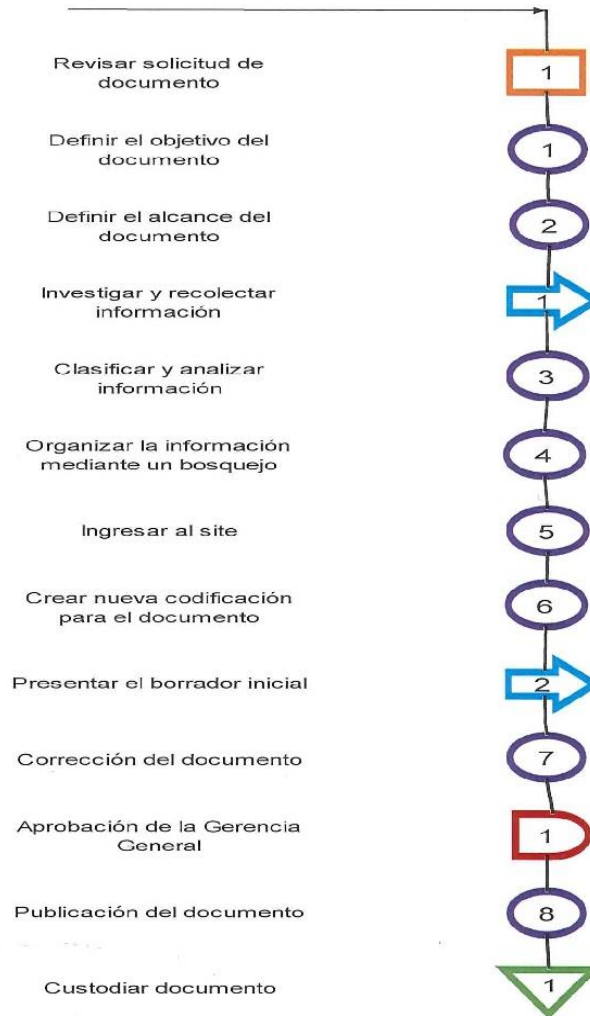 Revisar solicitud de
documento
1
Definir el objetivo del
documento
1
Definir el alcance del
documento
2
Investigar y recolectar
información
1
Clasificar y analizar
información
3
Organizar la información
mediante un bosquejo
4
Ingresar al site
5
Crear nueva codificación
para el documento
6
Presentar el borrador inicial
2
Corrección del documento
7
Aprobación de la Gerencia
General
1
Publicación del documento
8
Custodiar documento
1